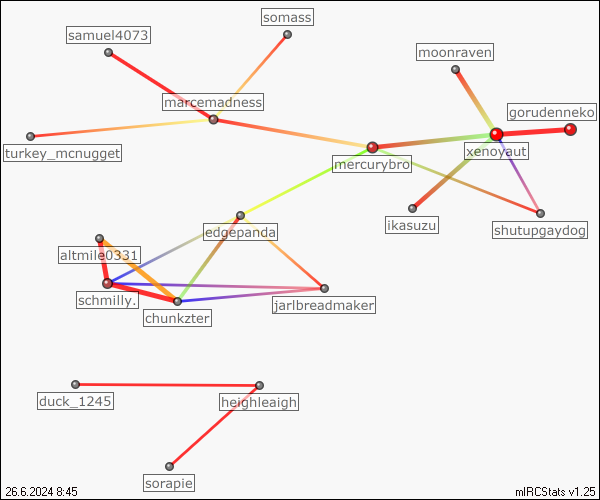 somass
samuel4073
moonraven
marcemadness
gorudenneko
turkey_mcnugget
mercurybro
xenoyaut
ikasuzu
shutupgaydog
edgepanda
altmile0331
schmilly.
chunkzter
jarlbreadmaker
duck_1245
heighleaigh
sorapie
26.6.2024 8:45
mIRCStats v1.25